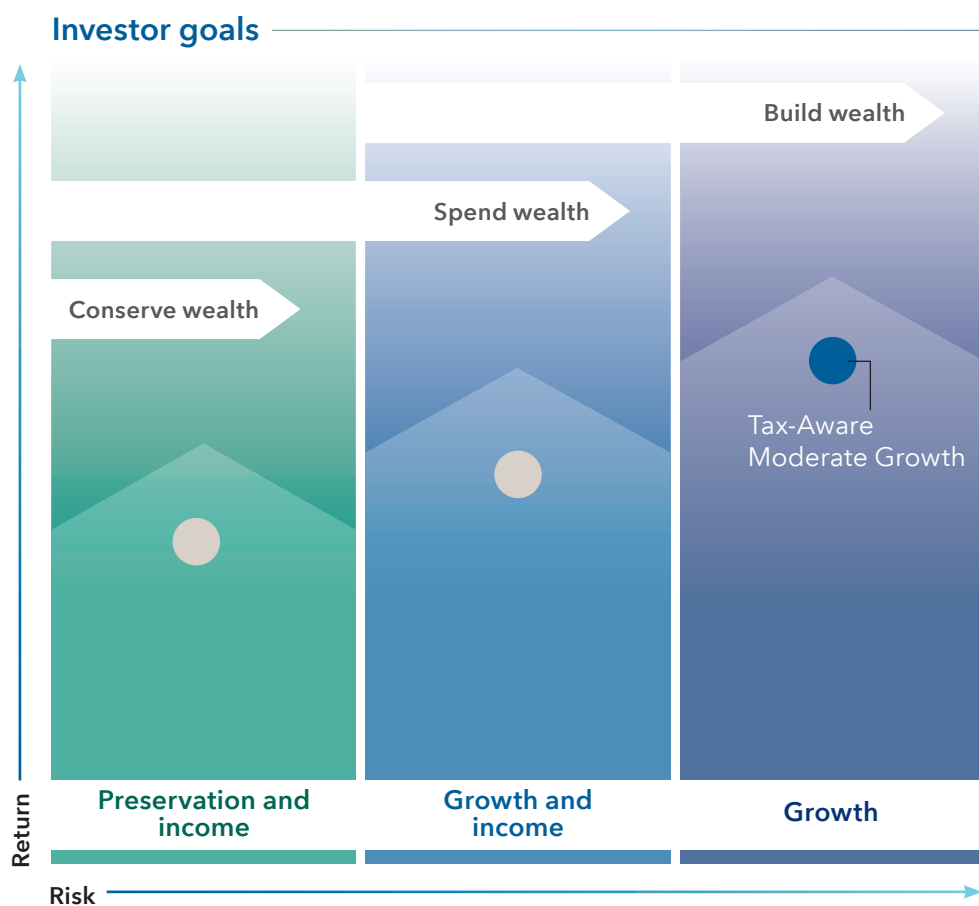 Investor goals
Build wealth
Spend wealth
Conserve wealth
Tax-Aware
Moderate Growth
Return
Preservation and
income
Growth and
income
Growth
Risk